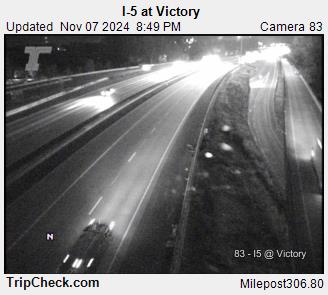 I-5 at Victory
Updated Nov 07 2024 8:49 PM Camera 83
T
N
83 - I5 @ Victory
TripCheck.com Milepost306.80